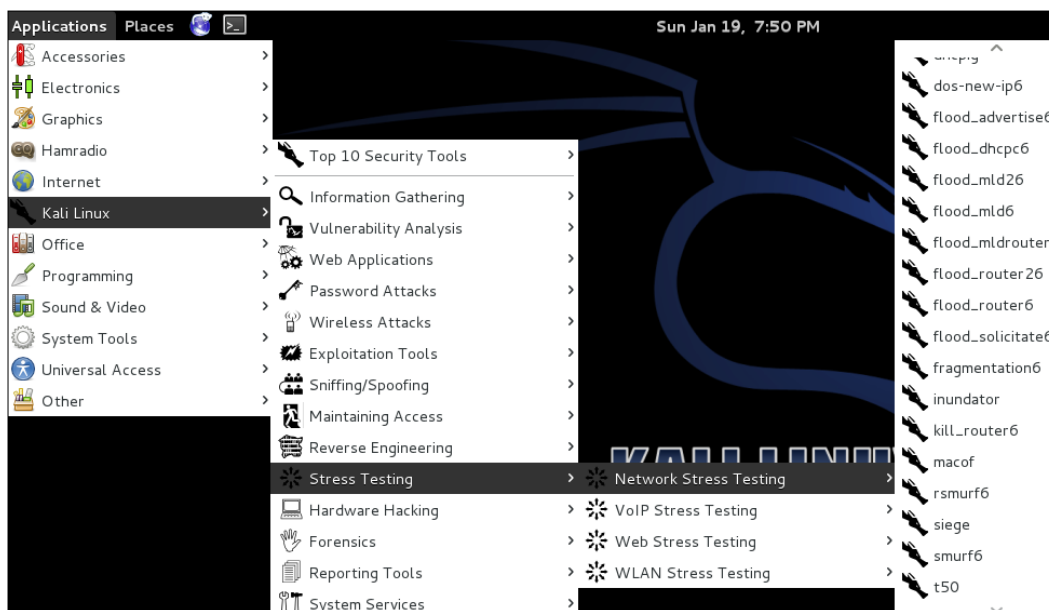 Applications Places
Sun Jan 19, 7:50 PM
Accessories
Electronics
Graphics
Hamradio
Internet
Kali Linux
Office
Programming
Sound & Video
System Tools
Universal Access
Other
Top 10 Security Tools
Information Gathering
Vulnerability Analysis
Web Applications
Password Attacks
Wireless Attacks
Exploitation Tools
Sniffing/Spoofing
Maintaining Access
Reverse Engineering
Stress Testing
Hardware Hacking
Forensics
Reporting Tools
System Services
Network Stress Testing
VoIP Stress Testing
Web Stress Testing
WLAN Stress Testing
dos-new-ip6
flood_advertise6
flood_dhcpc6
flood_mld26
flood_mld6
flood_mldrouter
flood_router26
flood_router6
flood_solicitate6
fragmentation6
inundator
kill_router6
macof
rsmurf6
siege
smurf6
t50